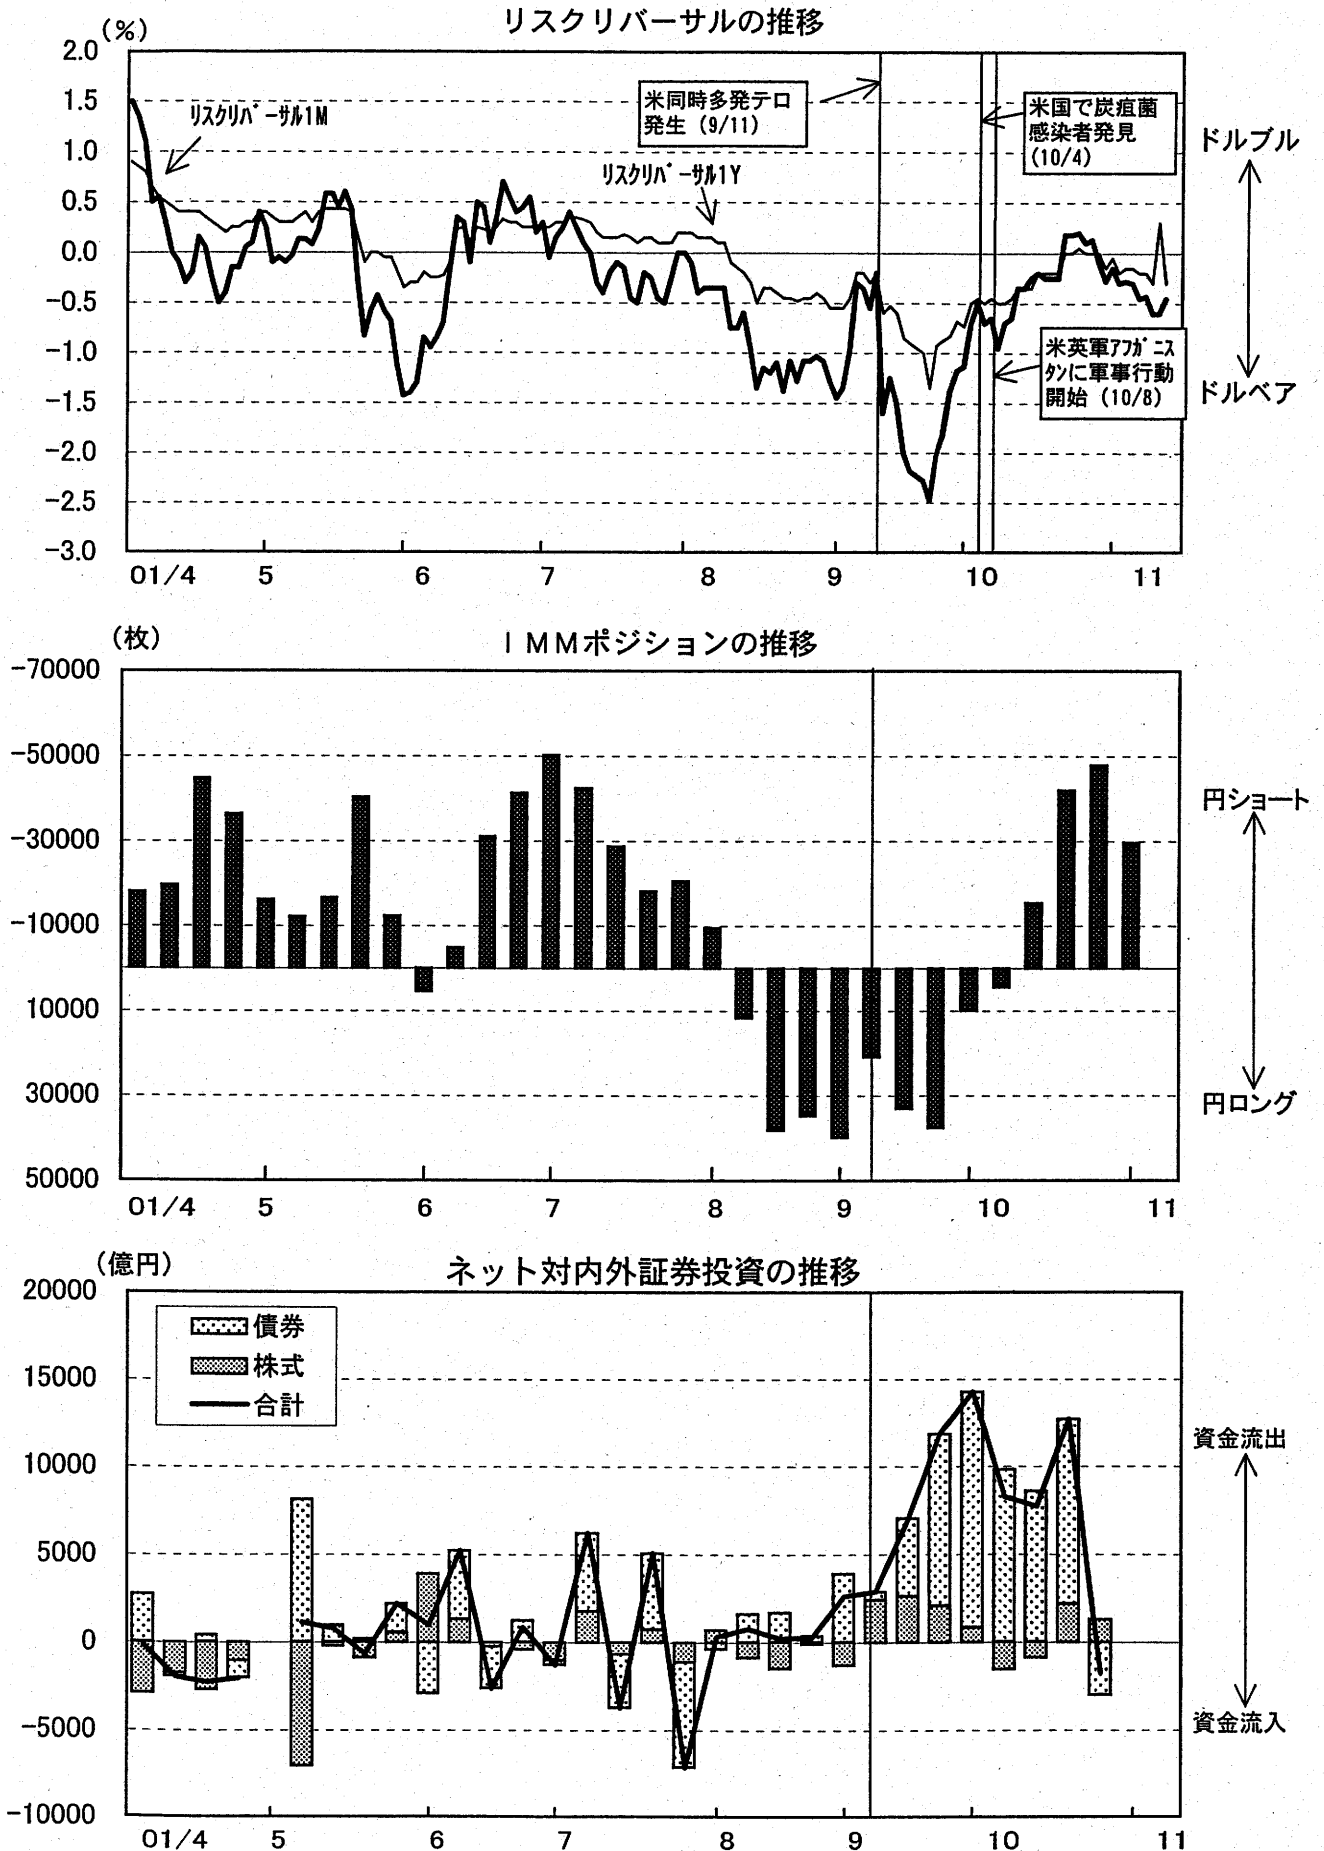 リスクリバーサルの推移
(%)
2.0
1.5
1.0
0.5
0.0
-0.5
-1.0
-1.5
-2.0
-2.5
-3.0
リスクリバーサル1M
米同時多発テロ
発生 (9/11)
リスクリバーサル1Y
米国で炭疽菌
感染者発見
(10/4)
米英軍アフガニス
タンに軍事行動
開始 (10/8)
ドルブル
ドルベア
01/4 5 6 7 8 9 10 11
(枚)
IMMポジションの推移
-70000
-50000
-30000
-10000
10000
30000
50000
円ショート
円ロング
01/4 5 6 7 8 9 10 11
(億円)
ネット対内外証券投資の推移
20000
15000
10000
5000
0
-5000
-10000
債券
株式
合計
資金流出
資金流入
01/4 5 6 7 8 9 10 11